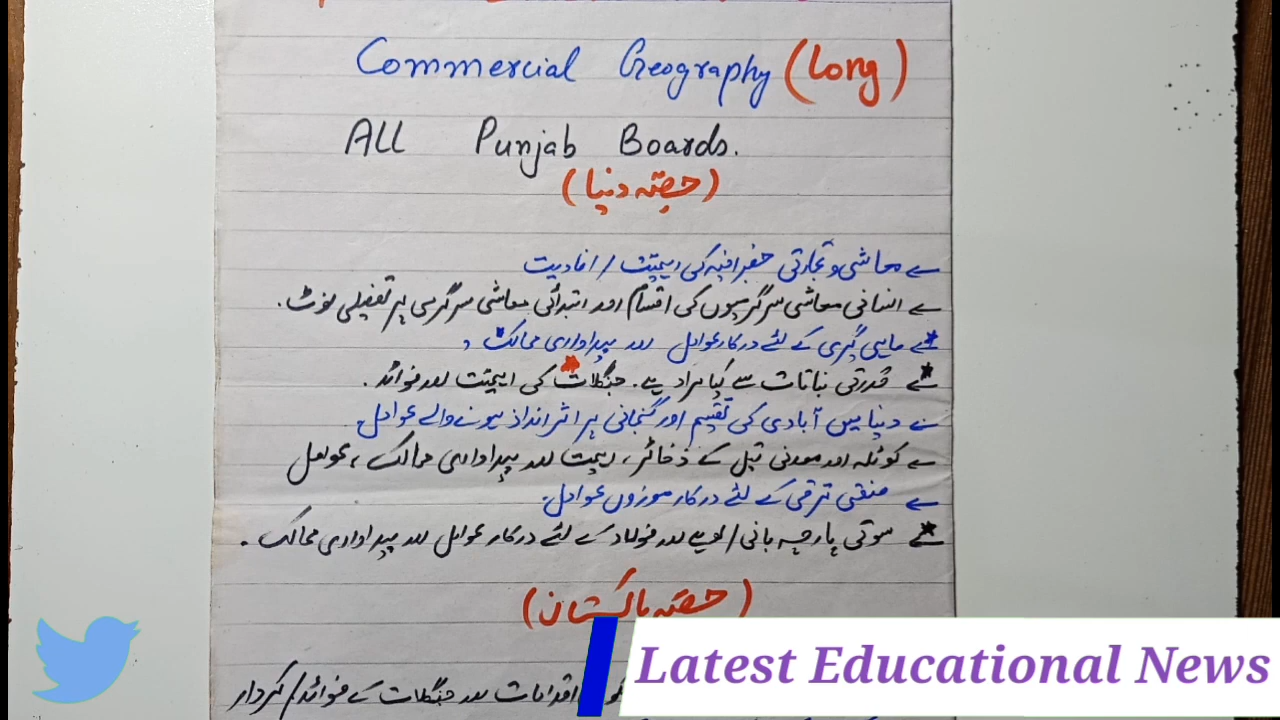 Commercial Geography (Long)
ALL Punjab Boards.
(حصّہ دنیا)
معاشی و تجارتی جغرافیہ کی اہمیّت / افادیت
انسانی معاشی سرگرمیوں کی اقسام اور ابتدائی معاشی سرگرمی پر تفصیلی نوٹ۔
ماہی گیری کے لئے درکار عوامل اور پیداواری ممالک۔
قدرتی نباتات سے کیا مراد ہے۔ جنگلات کی اہمیّت اور فوائد۔
دنیا میں آبادی کی تقسیم اور گنجانی پر اثر انداز ہونے والے عوامل۔
کوئلہ اور معدنی تیل کے ذخائر، اہمیت اور پیداواری ممالک، عوامل
صنعتی ترقی کے لئے درکار موزوں عوامل۔
سوتی پارچہ بانی / لوہے اور فولاد کے لئے درکار عوامل اور پیداواری ممالک۔
(حصّہ پاکستان)
اقدامات اور جنگلات کے فوائد / کردار
Latest Educational News